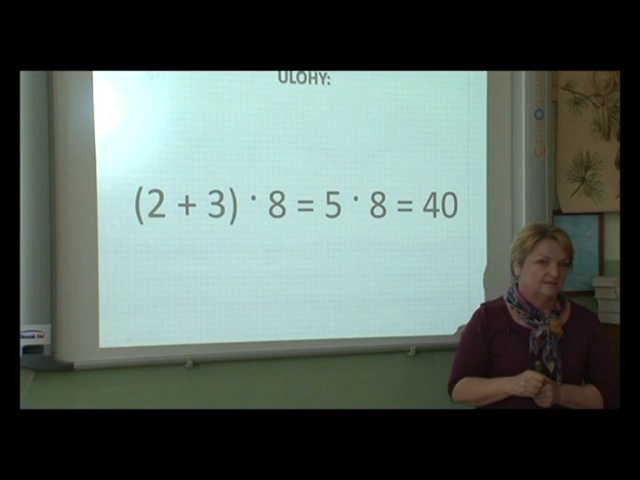 ÚLOHY:
(2 + 3) · 8 = 5 · 8 = 40